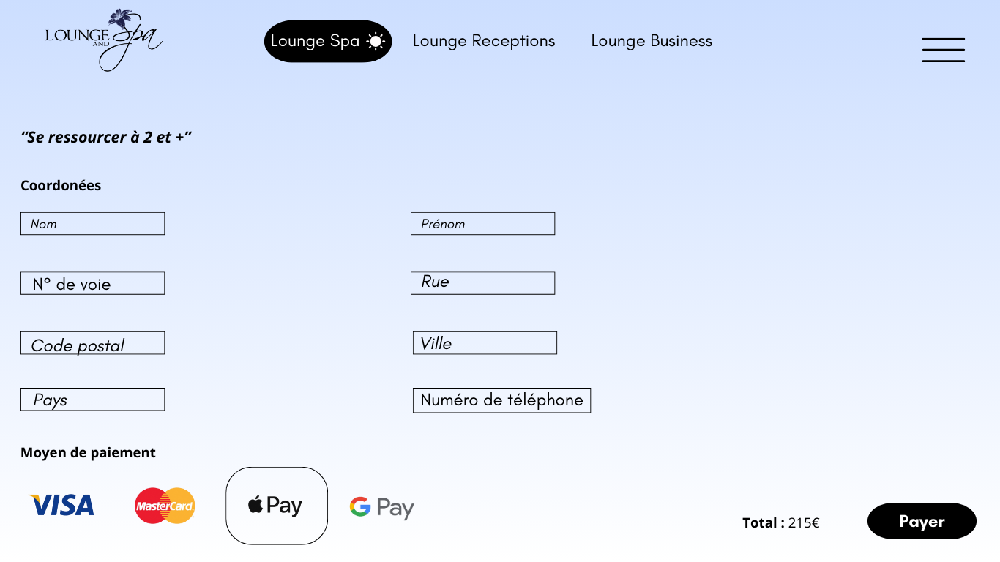 LOUNGE AND Spa
Lounge Spa Lounge Receptions Lounge Business
“Se ressourcer à 2 et +”
Coordonées
Nom Prénom
N° de voie Rue
Code postal Ville
Pays Numéro de téléphone
Moyen de paiement
VISA MasterCard Pay G Pay
Total : 215€ Payer